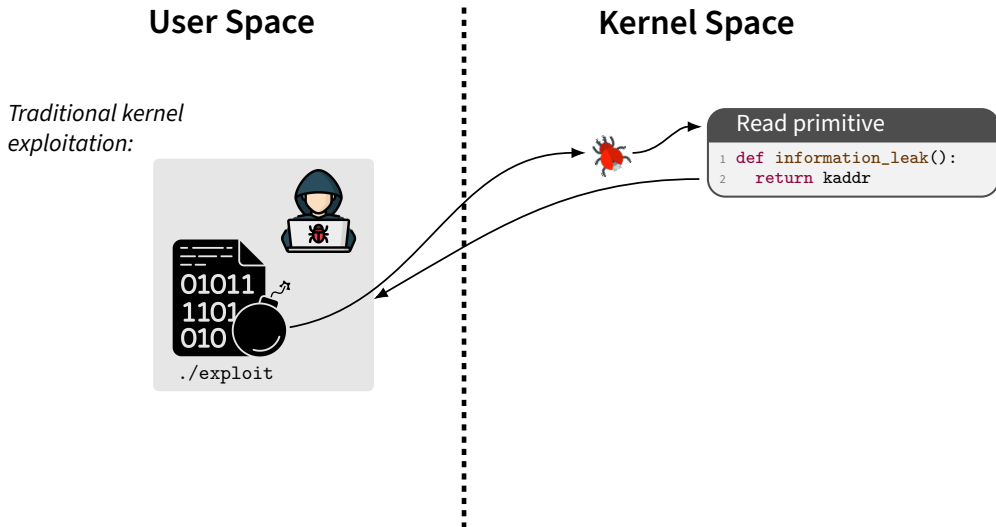 User Space
Kernel Space
Traditional kernel
exploitation:
Read primitive
1 def information_leak():
2 return kaddr
01011
1101
010
./exploit